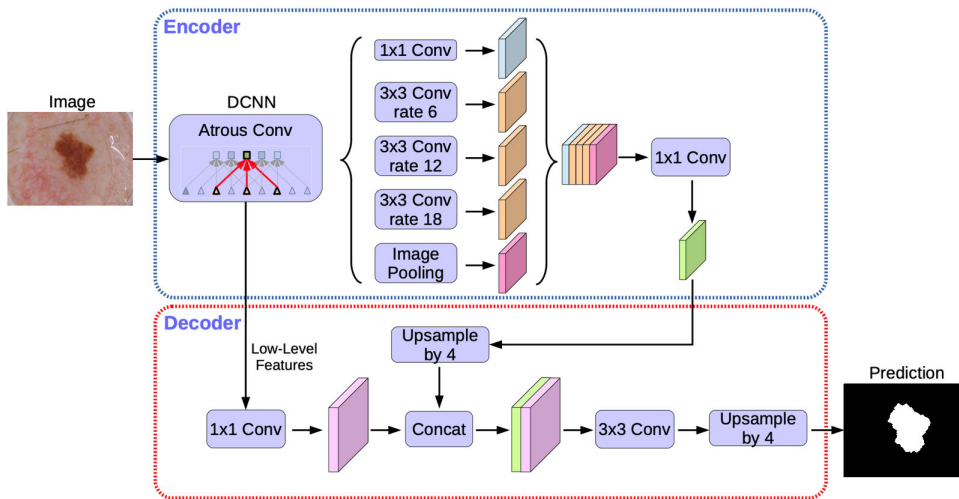 Encoder
Image
DCNN
Atrous Conv
1x1 Conv
3x3 Conv
rate 6
3x3 Conv
rate 12
3x3 Conv
rate 18
Image
Pooling
1x1 Conv
Decoder
Low-Level
Features
Upsample
by 4
1x1 Conv
Concat
3x3 Conv
Upsample
by 4
Prediction